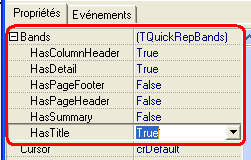 Propriétés Evénements
Bands (TQuickRepBands)
HasColumnHeader True
HasDetail True
HasPageFooter False
HasPageHeader False
HasSummary False
HasTitle True
Cursor crDefault